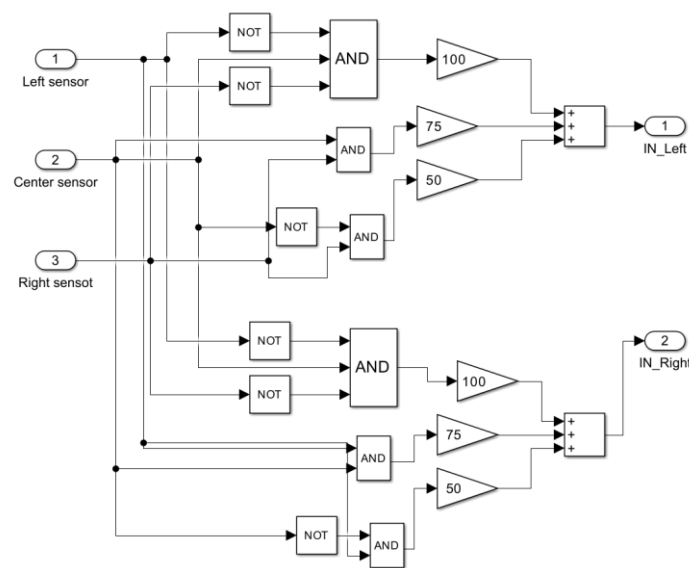 1
Left sensor
NOT
NOT
AND
100
2
Center sensor
AND
75
+
+
+
1
IN_Left
3
Right sensot
NOT
AND
50
NOT
NOT
AND
100
2
IN_Right
AND
75
+
+
+
NOT
AND
50